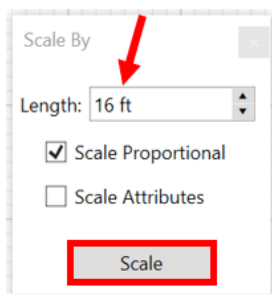 Scale By
Length: 16 ft
Scale Proportional
Scale Attributes
Scale